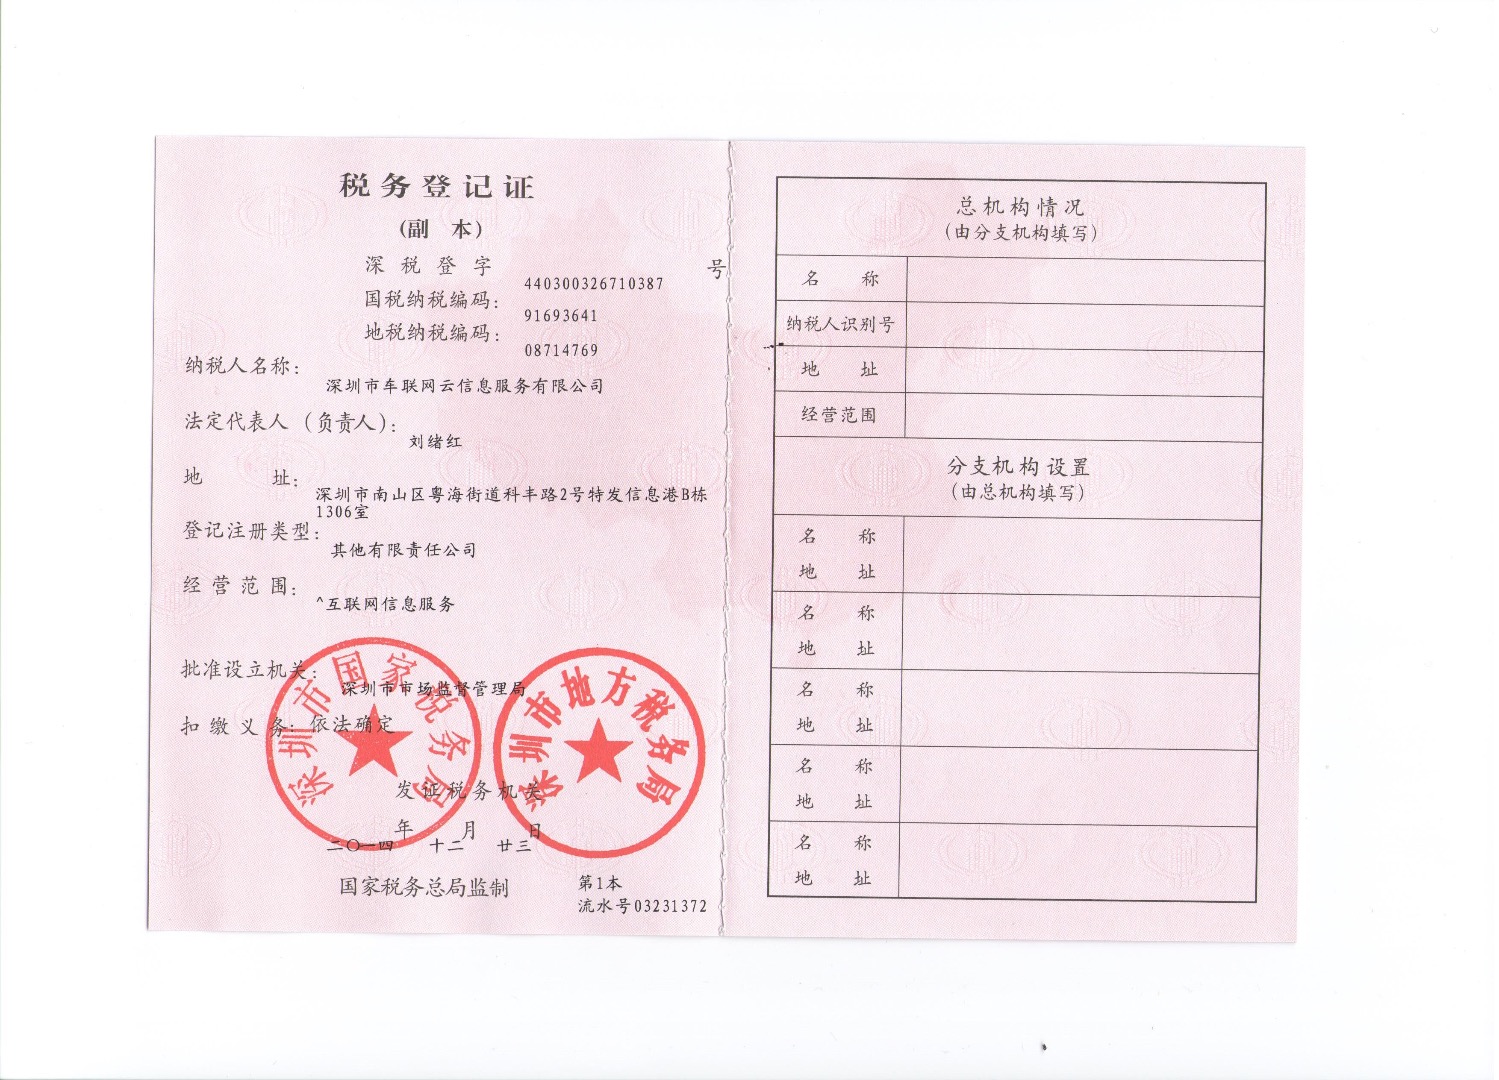 税务登记证
(副 本)
深税登字 440300326710387 号
国税纳税编码: 91693641
地税纳税编码: 08714769
纳税人名称: 深圳市车联网云信息服务有限公司
法定代表人(负责人): 刘绪红
地 址: 深圳市南山区粤海街道科丰路2号特发信息港B栋
1306室
登记注册类型: 其他有限责任公司
经营范围: ^互联网信息服务
批准设立机关: 深圳市市场监督管理局
扣缴义务: 依法确定
深圳市国家税务局
深圳市地方税务局
发证税务机关
年 月 日
二〇一四 十二 廿三
国家税务总局监制
第1本
流水号03231372
总机构情况
(由分支机构填写)
名 称
纳税人识别号
地 址
经营范围
分支机构设置
(由总机构填写)
名 称
地 址
名 称
地 址
名 称
地 址
名 称
地 址
名 称
地 址